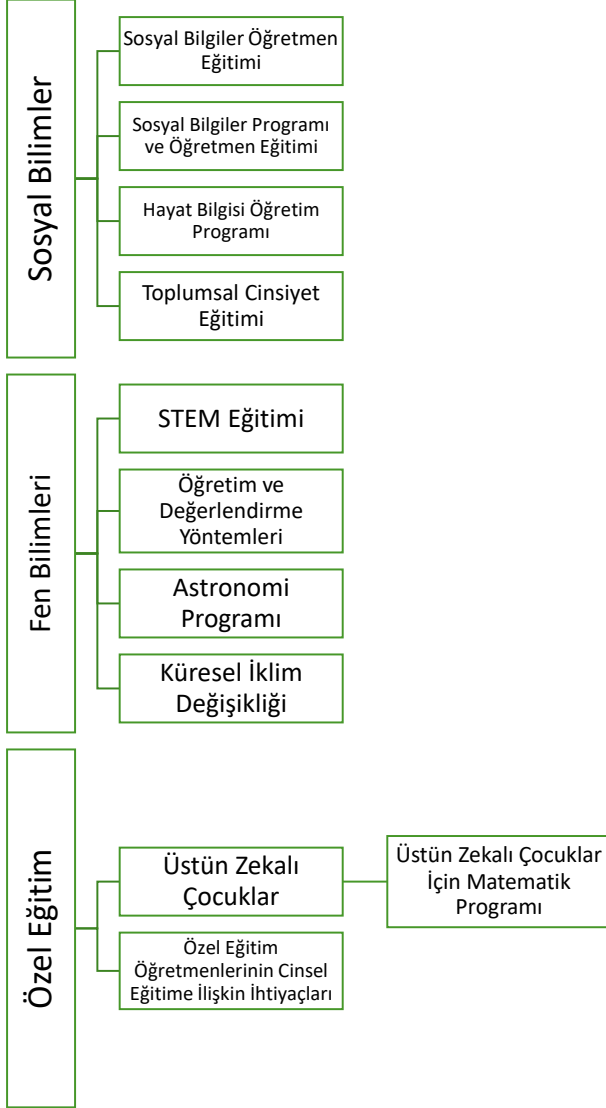 Sosyal Bilimler
Sosyal Bilgiler Öğretmen
Eğitimi
Sosyal Bilgiler Programı
ve Öğretmen Eğitimi
Hayat Bilgisi Öğretim
Programı
Toplumsal Cinsiyet
Eğitimi
Fen Bilimleri
STEM Eğitimi
Öğretim ve
Değerlendirme
Yöntemleri
Astronomi
Programı
Küresel İklim
Değişikliği
Özel Eğitim
Üstün Zekalı
Çocuklar
Üstün Zekalı Çocuklar
İçin Matematik
Programı
Özel Eğitim
Öğretmenlerinin Cinsel
Eğitime İlişkin İhtiyaçları